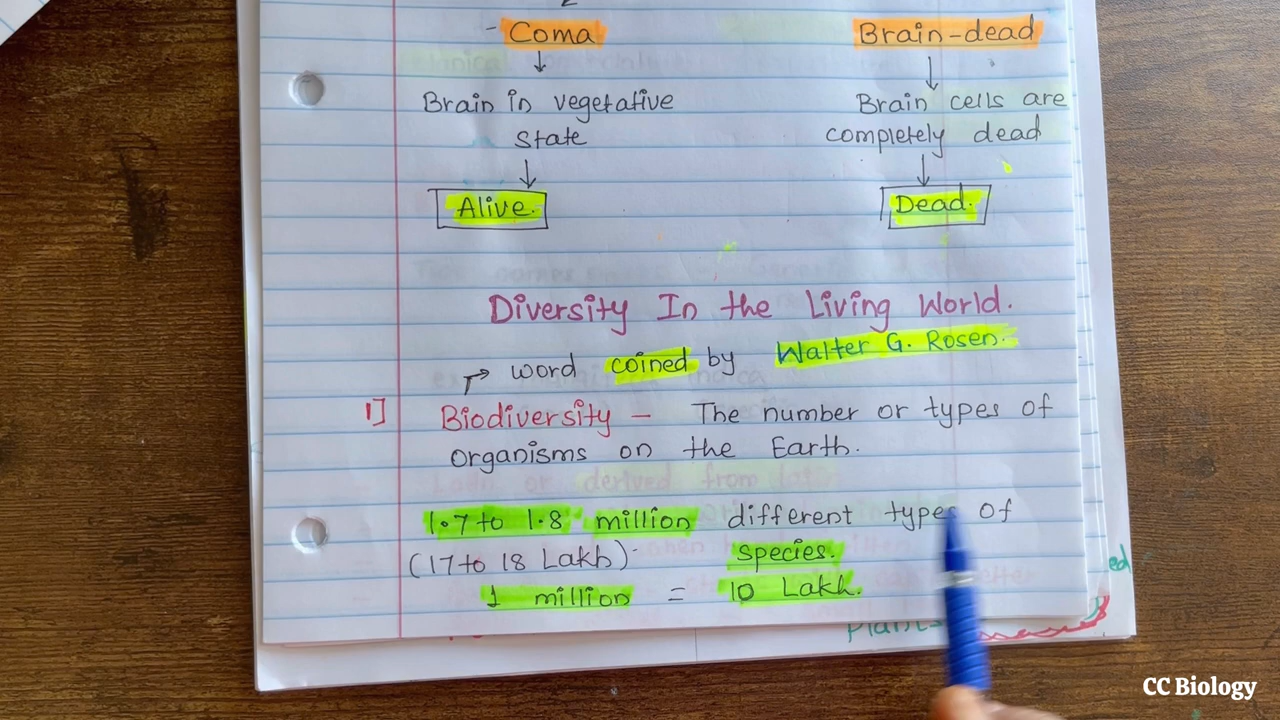 - Coma
Brain-dead
Brain in vegetative
state
Brain cells are
completely dead
Alive.
Dead.
Diversity In the Living World.
word coined by Walter G. Rosen.
1] Biodiversity - The number or types of
organisms on the Earth.
1.7 to 1.8 million different types of
(17 to 18 Lakh). species.
1 million = 10 Lakh.
ed
Plants
CC Biology